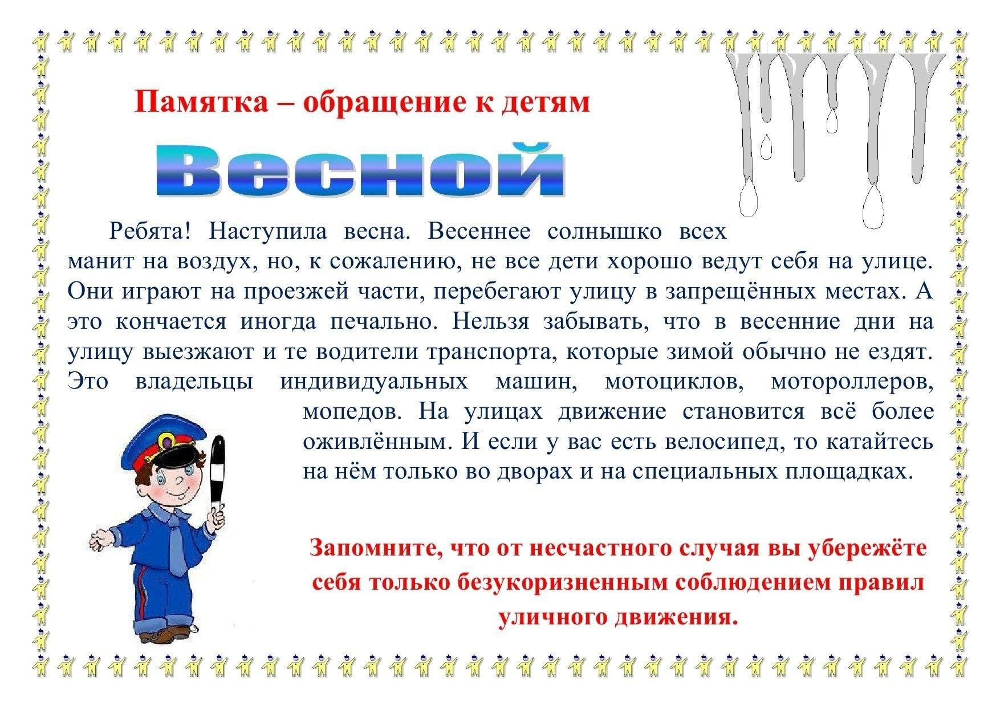 Памятка – обращение к детям
Весной
Ребята! Наступила весна. Весеннее солнышко всех
манит на воздух, но, к сожалению, не все дети хорошо ведут себя на улице.
Они играют на проезжей части, перебегают улицу в запрещённых местах. А
это кончается иногда печально. Нельзя забывать, что в весенние дни на
улицу выезжают и те водители транспорта, которые зимой обычно не ездят.
Это владельцы индивидуальных машин, мотоциклов, мотороллеров,
мопедов. На улицах движение становится всё более
оживлённым. И если у вас есть велосипед, то катайтесь
на нём только во дворах и на специальных площадках.
Запомните, что от несчастного случая вы убережёте
себя только безукоризненным соблюдением правил
уличного движения.